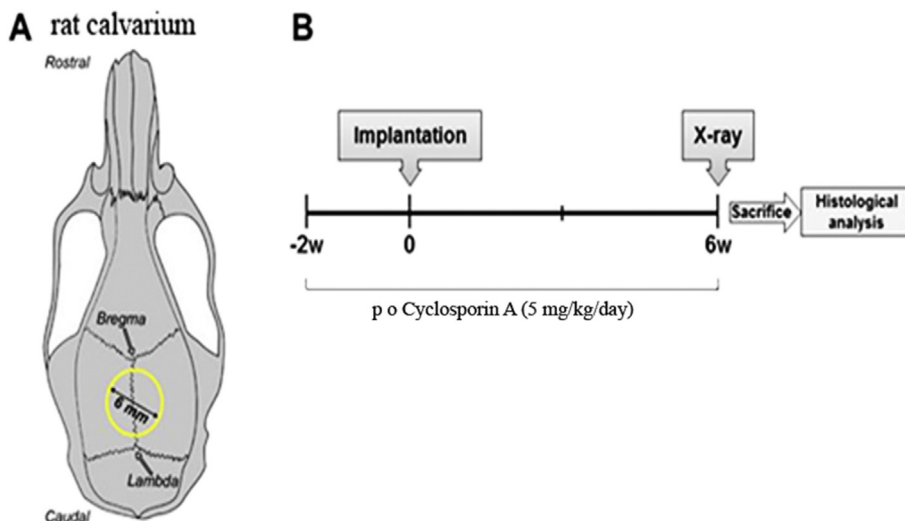 A rat calvarium
Rostral
Bregma
6 mm
Lambda
Caudal
B
Implantation
X-ray
-2w
0
6w
Sacrifice
Histological
analysis
p o Cyclosporin A (5 mg/kg/day)